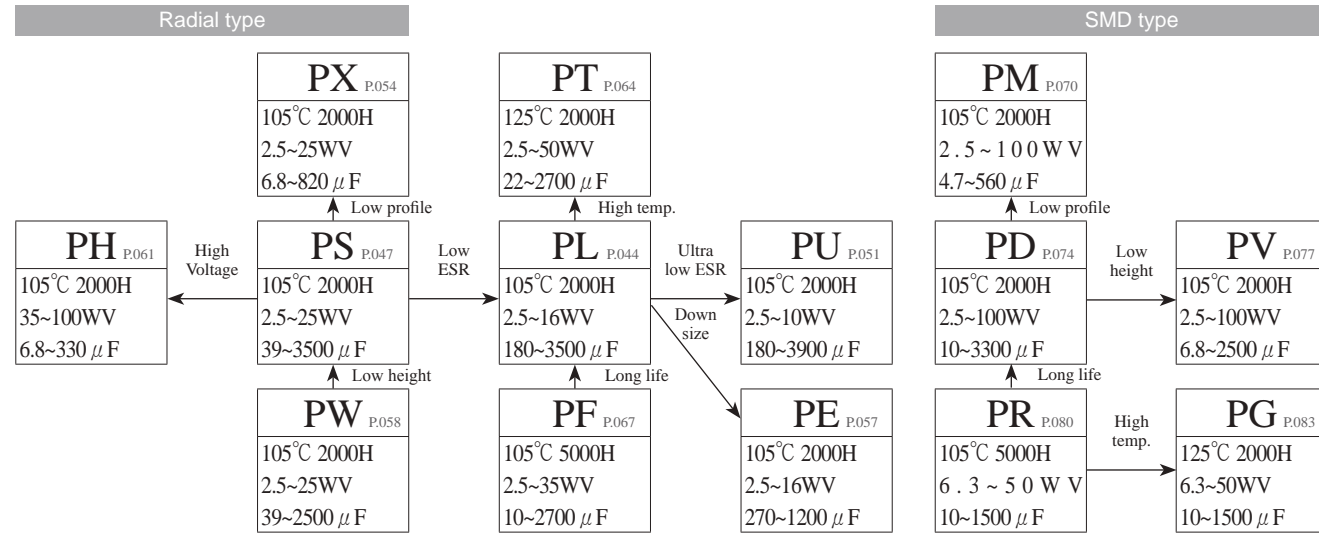 Radial type
SMD type
PX P.054
105℃ 2000H
2.5~25WV
6.8~820 μF
PT P.064
125℃ 2000H
2.5~50WV
22~2700 μF
PM P.070
105℃ 2000H
2.5~100WV
4.7~560 μF
Low profile
High temp.
Low profile
PH P.061
105℃ 2000H
35~100WV
6.8~330 μF
High
Voltage
PS P.047
105℃ 2000H
2.5~25WV
39~3500 μF
Low
ESR
PL P.044
105℃ 2000H
2.5~16WV
180~3500 μF
Ultra
low ESR
Down
size
PU P.051
105℃ 2000H
2.5~10WV
180~3900 μF
PD P.074
105℃ 2000H
2.5~100WV
10~3300 μF
Low
height
PV P.077
105℃ 2000H
2.5~100WV
6.8~2500 μF
Low height
Long life
Long life
PW P.058
105℃ 2000H
2.5~25WV
39~2500 μF
PF P.067
105℃ 5000H
2.5~35WV
10~2700 μF
PE P.057
105℃ 2000H
2.5~16WV
270~1200 μF
PR P.080
105℃ 5000H
6.3~50WV
10~1500 μF
High
temp.
PG P.083
125℃ 2000H
6.3~50WV
10~1500 μF